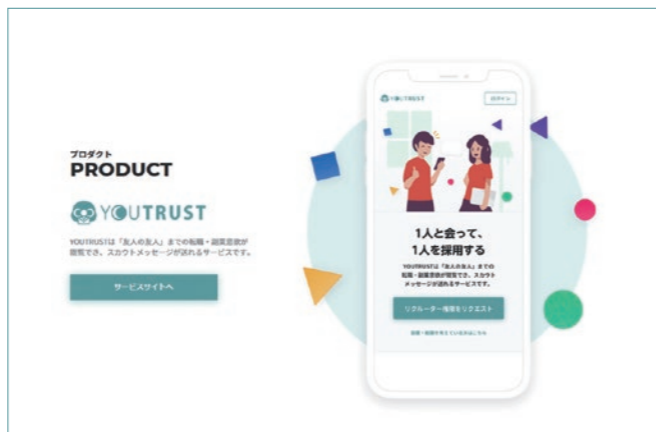 プロダクト
PRODUCT
YOUTRUST
YOUTRUSTは「友人の友人」までの転職・副業意欲が
閲覧でき、スカウトメッセージが送れるサービスです。
サービスサイトへ
YOUTRUST
ログイン
1人と会って、
1人を採用する
YOUTRUSTは「友人の友人」までの
転職・副業意欲が閲覧でき、スカウト
メッセージが送れるサービスです。
リクルーター権限をリクエスト